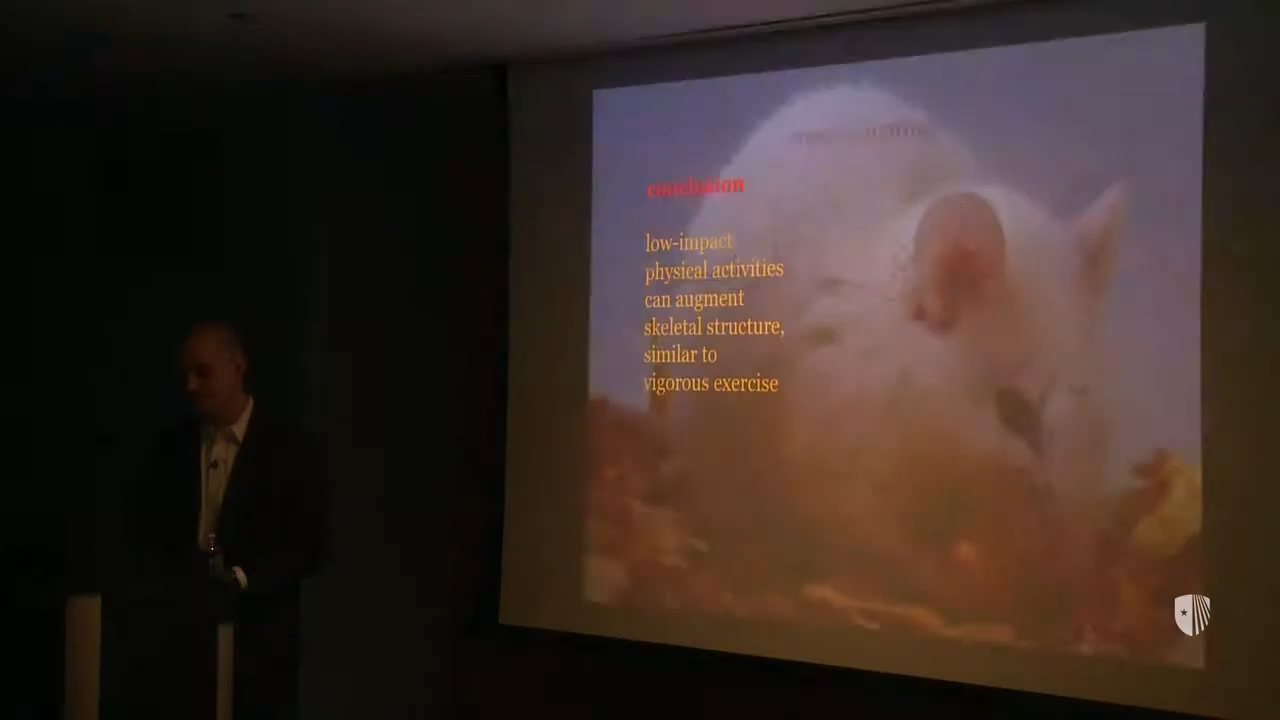 conclusion
low-impact
physical activities
can augment
skeletal structure,
similar to
vigorous exercise